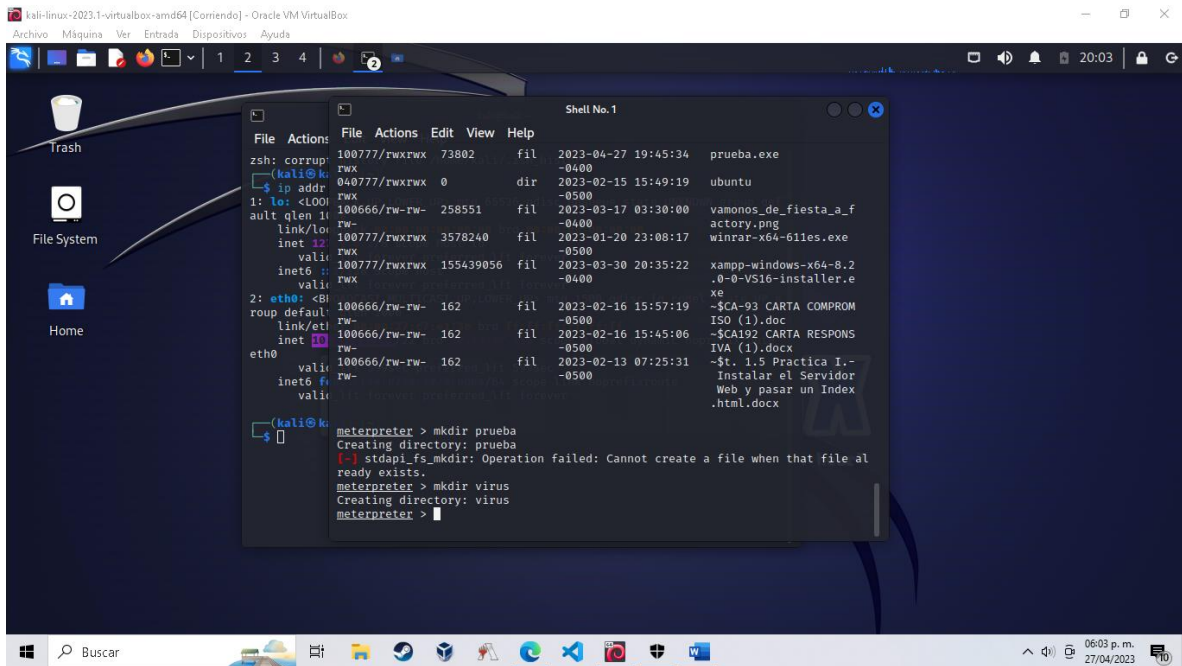 kali-linux-2023.1-virtualbox-amd64 [Corriendo] - Oracle VM VirtualBox
Archivo Máquina Ver Entrada Dispositivos Ayuda
1 2 3 4 2 20:03
Trash
File System
Home
File Actions
zsh: corrup
(kali㉿k
$ ip addr
1: lo: <LOO
ault qlen 10
link/lo
inet 12
valid
inet6 :
valid
2: eth0: <B
roup default
link/et
inet 10
eth0
valid
inet6 fe
valid
(kali㉿k
$
Shell No. 1
File Actions Edit View Help
100777/rwxrwx 73802 fil 2023-04-27 19:45:34 prueba.exe
rwx -0400
040777/rwxrwx 0 dir 2023-02-15 15:49:19 ubuntu
rwx -0500
100666/rw-rw- 258551 fil 2023-03-17 03:30:00 vamonos_de_fiesta_a_f
rw- -0400 actory.png
100777/rwxrwx 3578240 fil 2023-01-20 23:08:17 winrar-x64-611es.exe
rwx -0500
100777/rwxrwx 155439056 fil 2023-03-30 20:35:22 xampp-windows-x64-8.2
rwx -0400 .0-0-VS16-installer.e
xe
100666/rw-rw- 162 fil 2023-02-16 15:57:19 ~$CA-93 CARTA COMPROM
rw- -0500 ISO (1).doc
100666/rw-rw- 162 fil 2023-02-16 15:45:06 ~$CA192 CARTA RESPONS
rw- -0500 IVA (1).docx
100666/rw-rw- 162 fil 2023-02-13 07:25:31 ~$t. 1.5 Practica I.-
rw- -0500 Instalar el Servidor
Web y pasar un Index
.html.docx
meterpreter > mkdir prueba
Creating directory: prueba
[-] stdapi_fs_mkdir: Operation failed: Cannot create a file when that file al
ready exists.
meterpreter > mkdir virus
Creating directory: virus
meterpreter >
Buscar
06:03 p. m.
27/04/2023
10